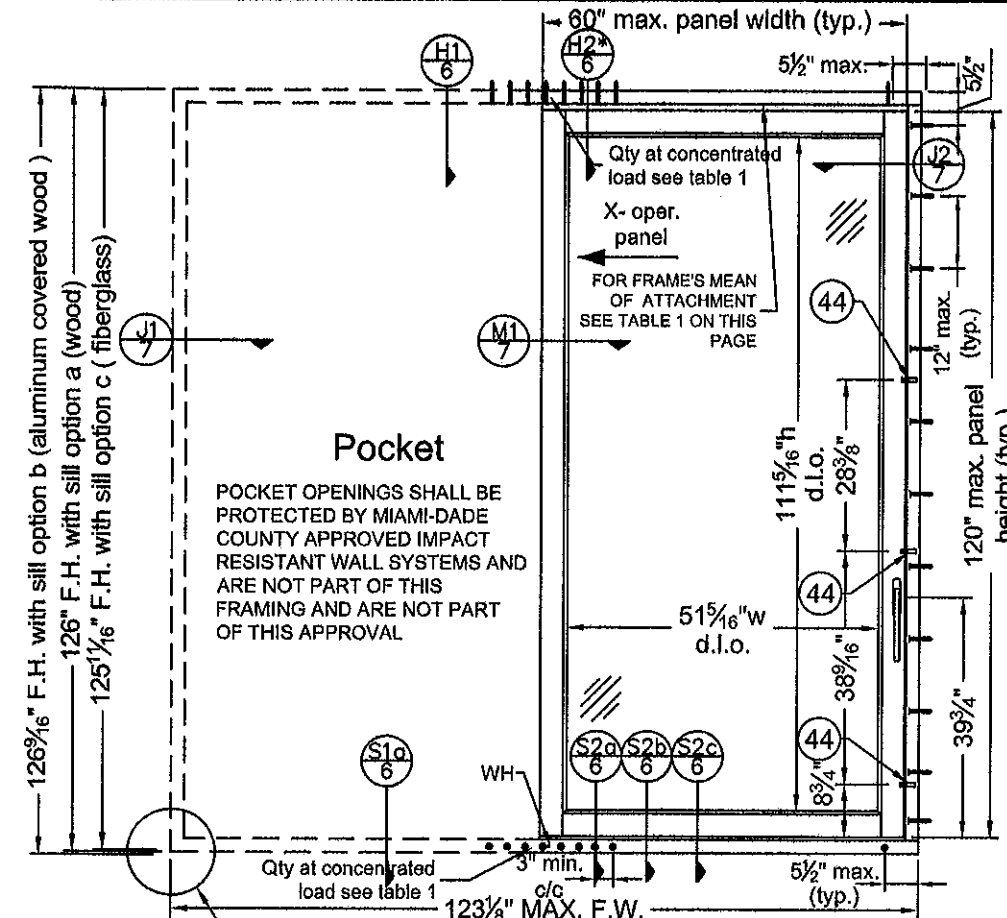 60" max. panel width (typ.)
H1
6
H2*
6
5½" max.
5½"
Qty at concentrated
load see table 1
J2
7
X- oper.
panel
FOR FRAME'S MEAN
OF ATTACHMENT
SEE TABLE 1 ON THIS
PAGE
44
12" max.
(typ.)
J1
7
M1
7
126⁹⁄₁₆" F.H. with sill option b (aluminum covered wood )
126" F.H. with sill option a (wood)
125¹¹⁄₁₆" F.H. with sill option c ( fiberglass)
Pocket
POCKET OPENINGS SHALL BE
PROTECTED BY MIAMI-DADE
COUNTY APPROVED IMPACT
RESISTANT WALL SYSTEMS AND
ARE NOT PART OF THIS
FRAMING AND ARE NOT PART
OF THIS APPROVAL
111⁵⁄₁₆"h
d.l.o.
28³⁄₈"
120" max. panel
height (typ.)
44
51⁵⁄₁₆"w
d.l.o.
38⁹⁄₁₆"
39¾"
44
8¾"
S1a
6
WH
S2a
6
S2b
6
S2c
6
Qty at concentrated
load see table 1
3" min.
c/c
5½" max.
(typ.)
123⅛" MAX. F.W.